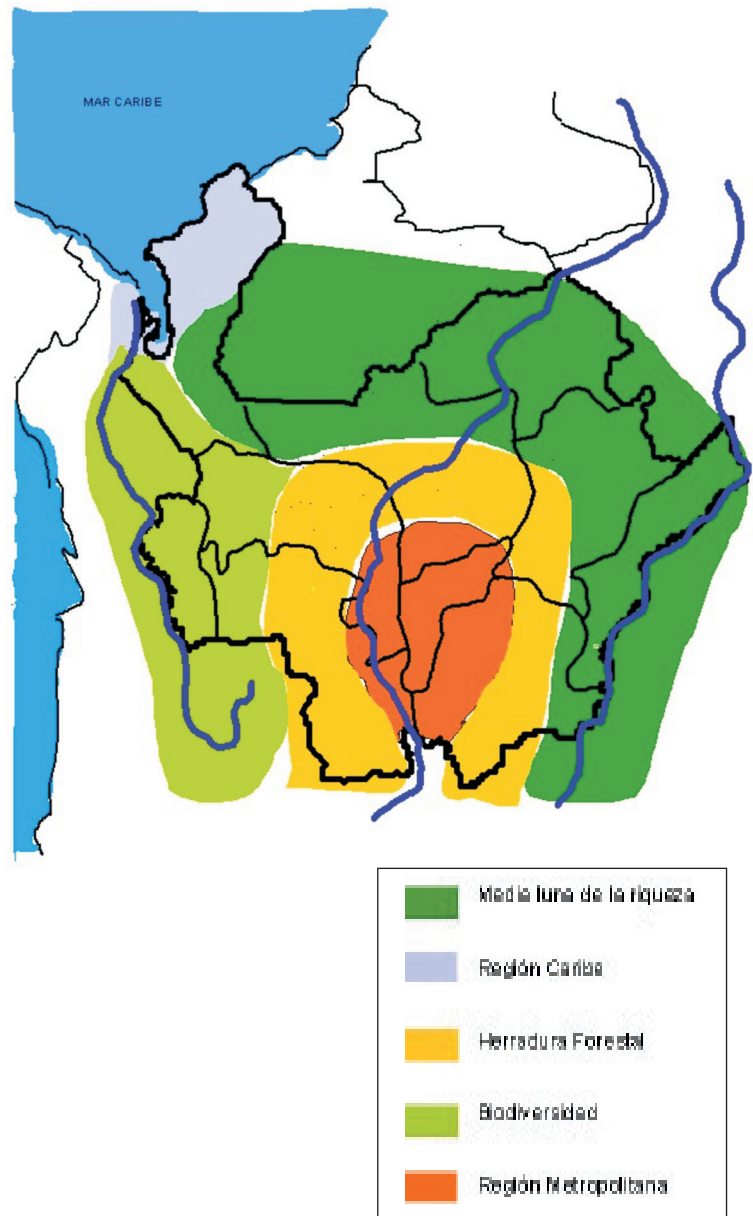 MAR CARIBE
Media luna de la riqueza
Región Caribe
Herradura Forestal
Biodiversidad
Región Metropolitana